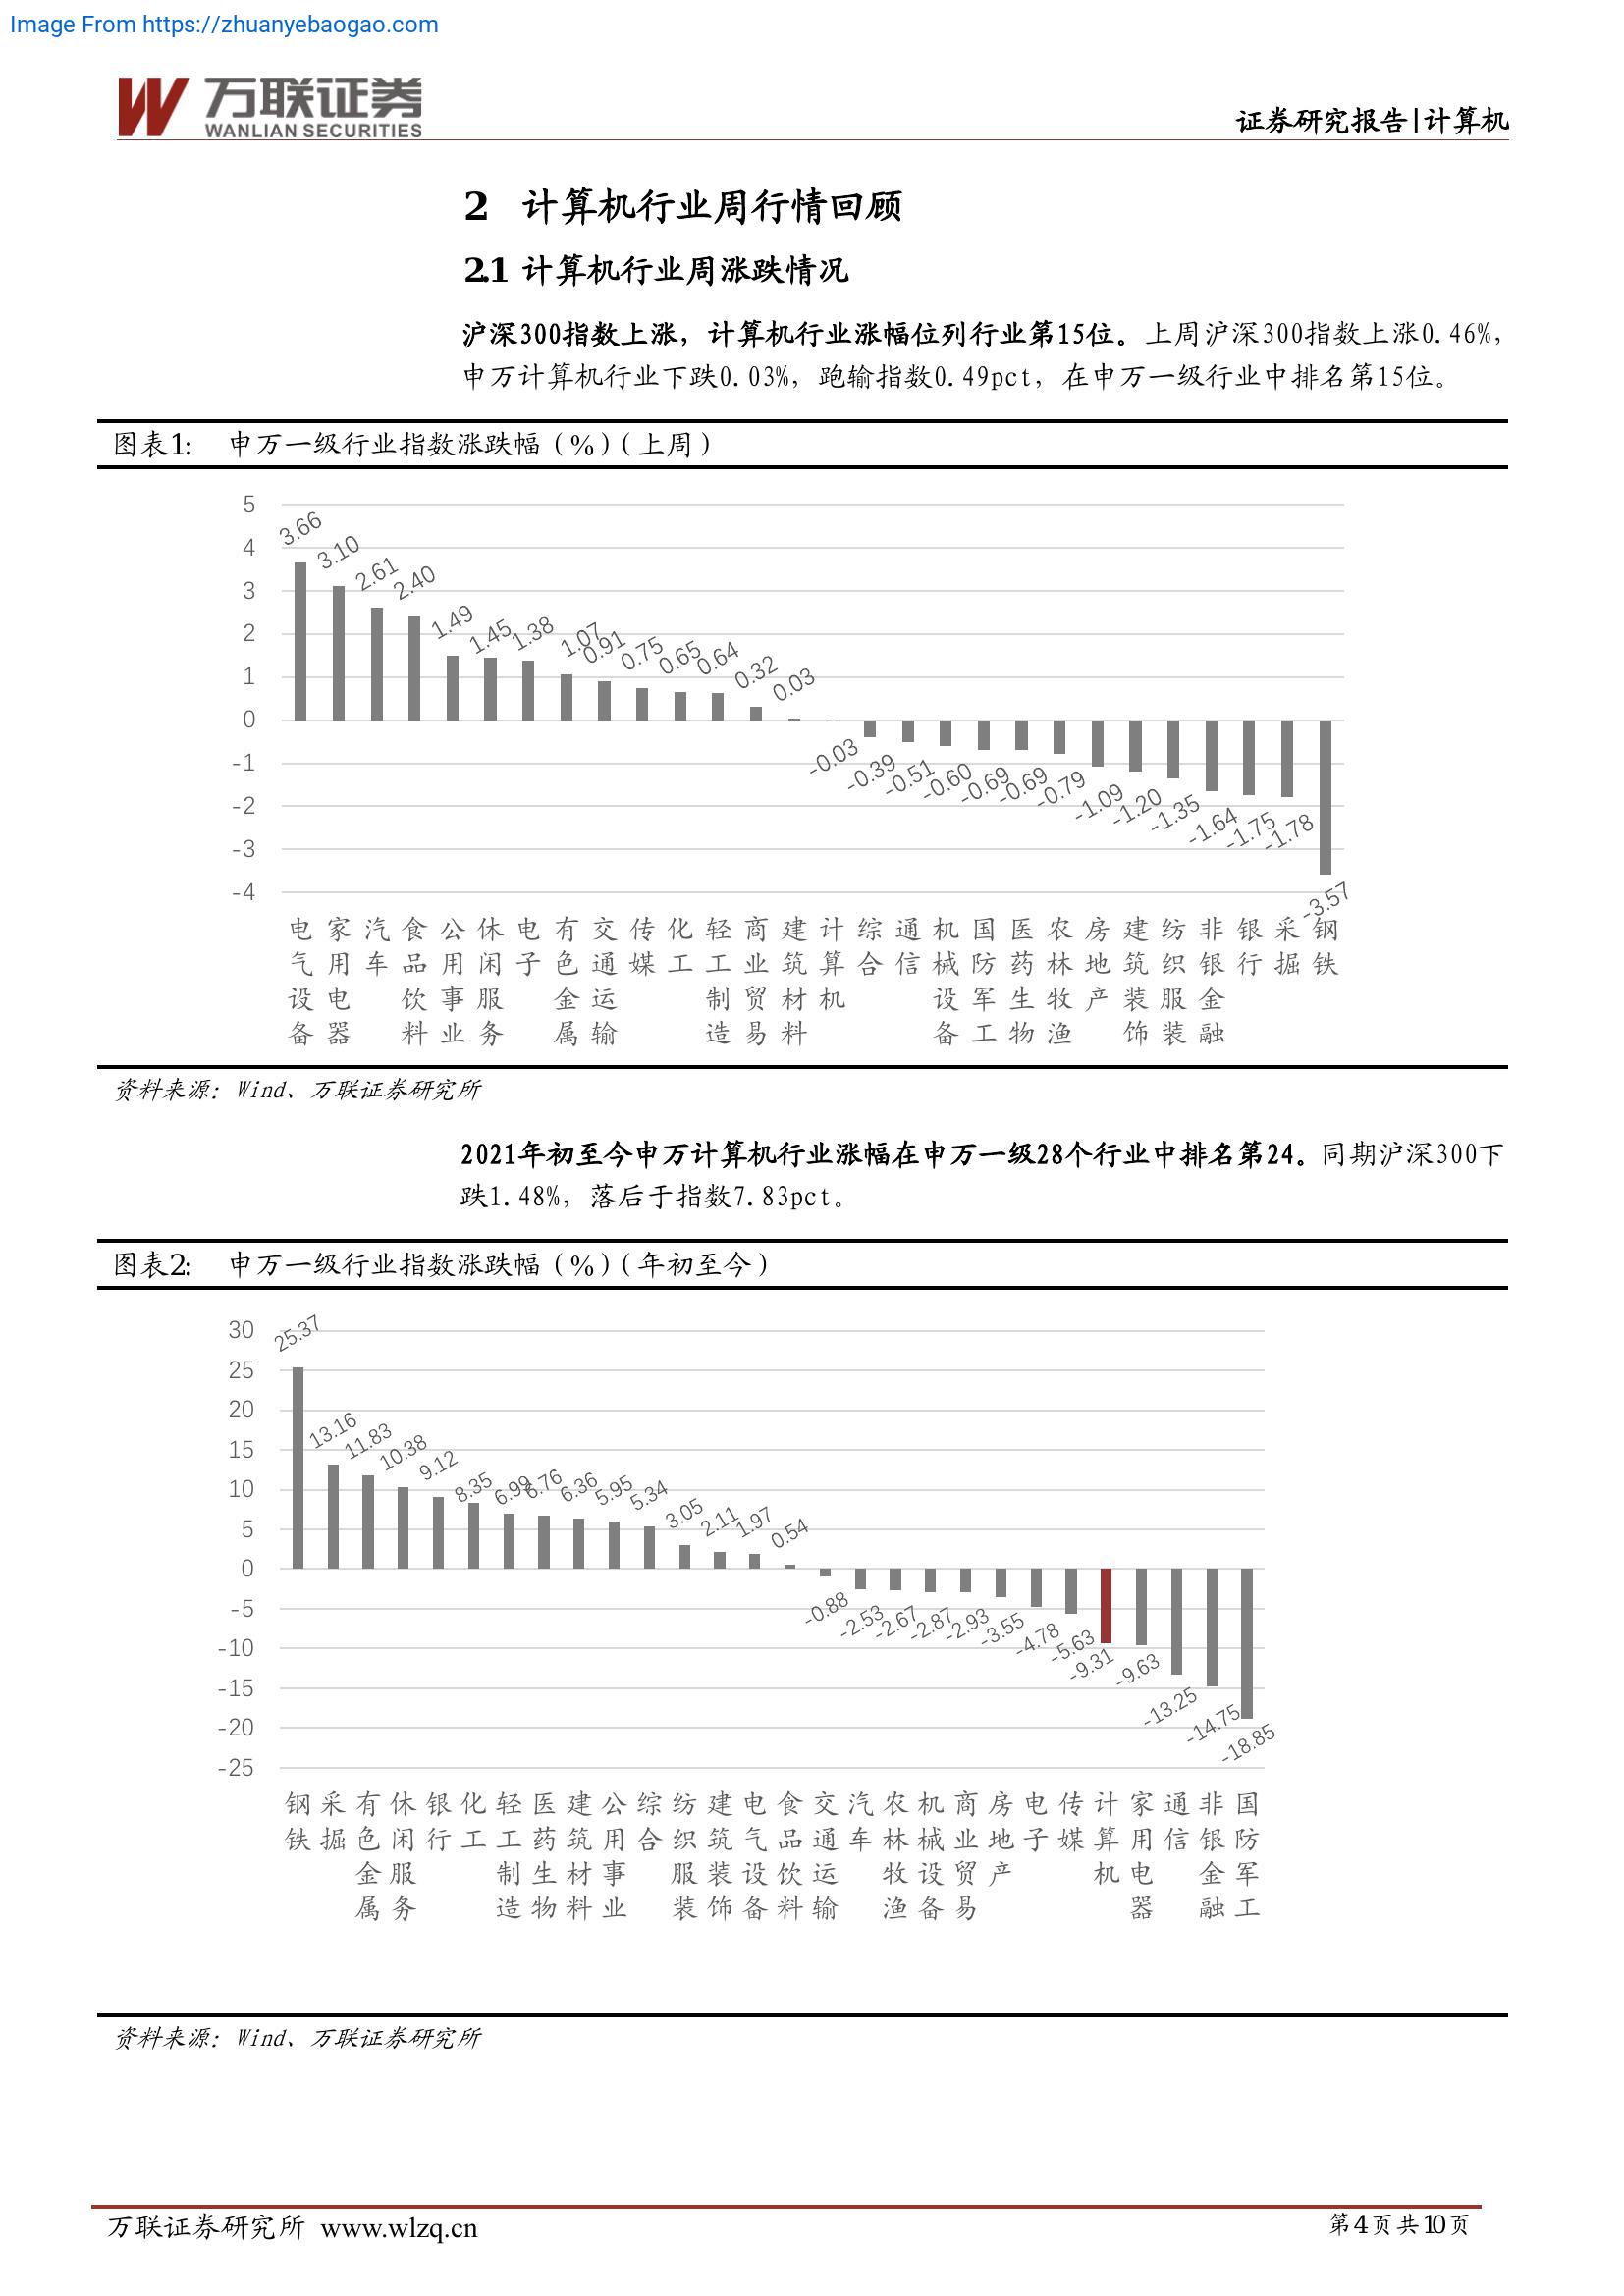 Image From https://zhuanyebaogao.com
万联证券
WANLIAN SECURITIES
证券研究报告|计算机
2 计算机行业周行情回顾
2.1 计算机行业周涨跌情况
沪深300指数上涨，计算机行业涨幅位列行业第15位。上周沪深300指数上涨0.46%，
申万计算机行业下跌0.03%，跑输指数0.49pct，在申万一级行业中排名第15位。
图表1: 申万一级行业指数涨跌幅（%）（上周）
5
4
3
2
1
0
-1
-2
-3
-4
3.66
3.10
2.61
2.40
1.49
1.45
1.38
1.07
0.91
0.75
0.65
0.64
0.32
0.03
-0.03
-0.39
-0.51
-0.60
-0.69
-0.69
-0.79
-1.09
-1.20
-1.35
-1.64
-1.75
-1.78
-3.57
电气设备
家用电器
汽车
食品饮料
公用事业
休闲服务
电子
有色金属
交通运输
传媒
化工
轻工制造
商业贸易
建筑材料
计算机
综合
通信
机械设备
国防军工
医药生物
农林牧渔
房地产
建筑装饰
纺织服装
非银金融
银行
采掘
钢铁
资料来源：Wind、万联证券研究所
2021年初至今申万计算机行业涨幅在申万一级28个行业中排名第24。同期沪深300下
跌1.48%，落后于指数7.83pct。
图表2: 申万一级行业指数涨跌幅（%）（年初至今）
30
25
20
15
10
5
0
-5
-10
-15
-20
-25
25.37
13.16
11.83
10.38
9.12
8.35
6.99
6.76
6.36
5.95
5.34
3.05
2.11
1.97
0.54
-0.88
-2.53
-2.67
-2.87
-2.93
-3.55
-4.78
-5.63
-9.31
-9.63
-13.25
-14.75
-18.85
钢铁
采掘
有色金属
休闲服务
银行
化工
轻工制造
医药生物
建筑材料
公用事业
综合
纺织服装
建筑装饰
电气设备
食品饮料
交通运输
汽车
农林牧渔
机械设备
商业贸易
房地产
电子
传媒
计算机
家用电器
通信
非银金融
国防军工
资料来源：Wind、万联证券研究所
万联证券研究所 www.wlzq.cn
第4页共10页